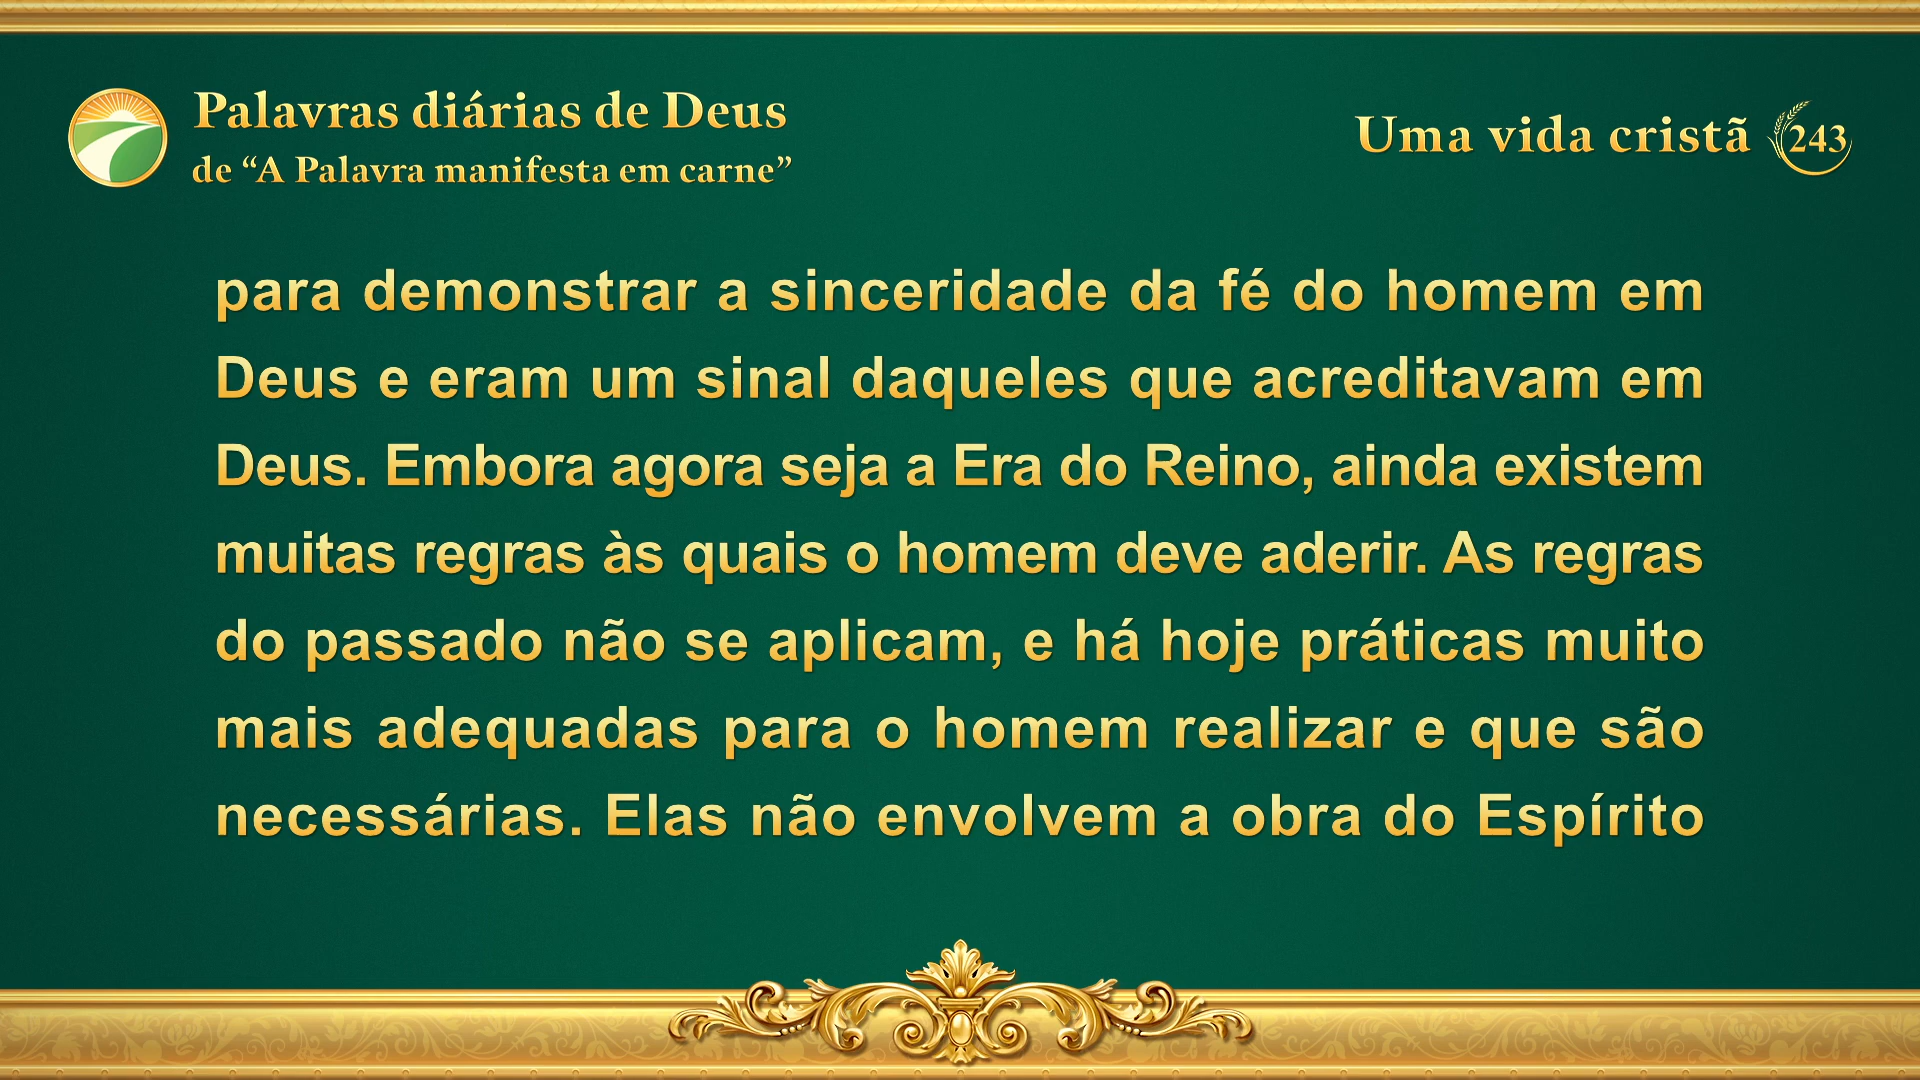 Palavras diárias de Deus
de “A Palavra manifesta em carne”
Uma vida cristã 243
para demonstrar a sinceridade da fé do homem em
Deus e eram um sinal daqueles que acreditavam em
Deus. Embora agora seja a Era do Reino, ainda existem
muitas regras às quais o homem deve aderir. As regras
do passado não se aplicam, e há hoje práticas muito
mais adequadas para o homem realizar e que são
necessárias. Elas não envolvem a obra do Espírito